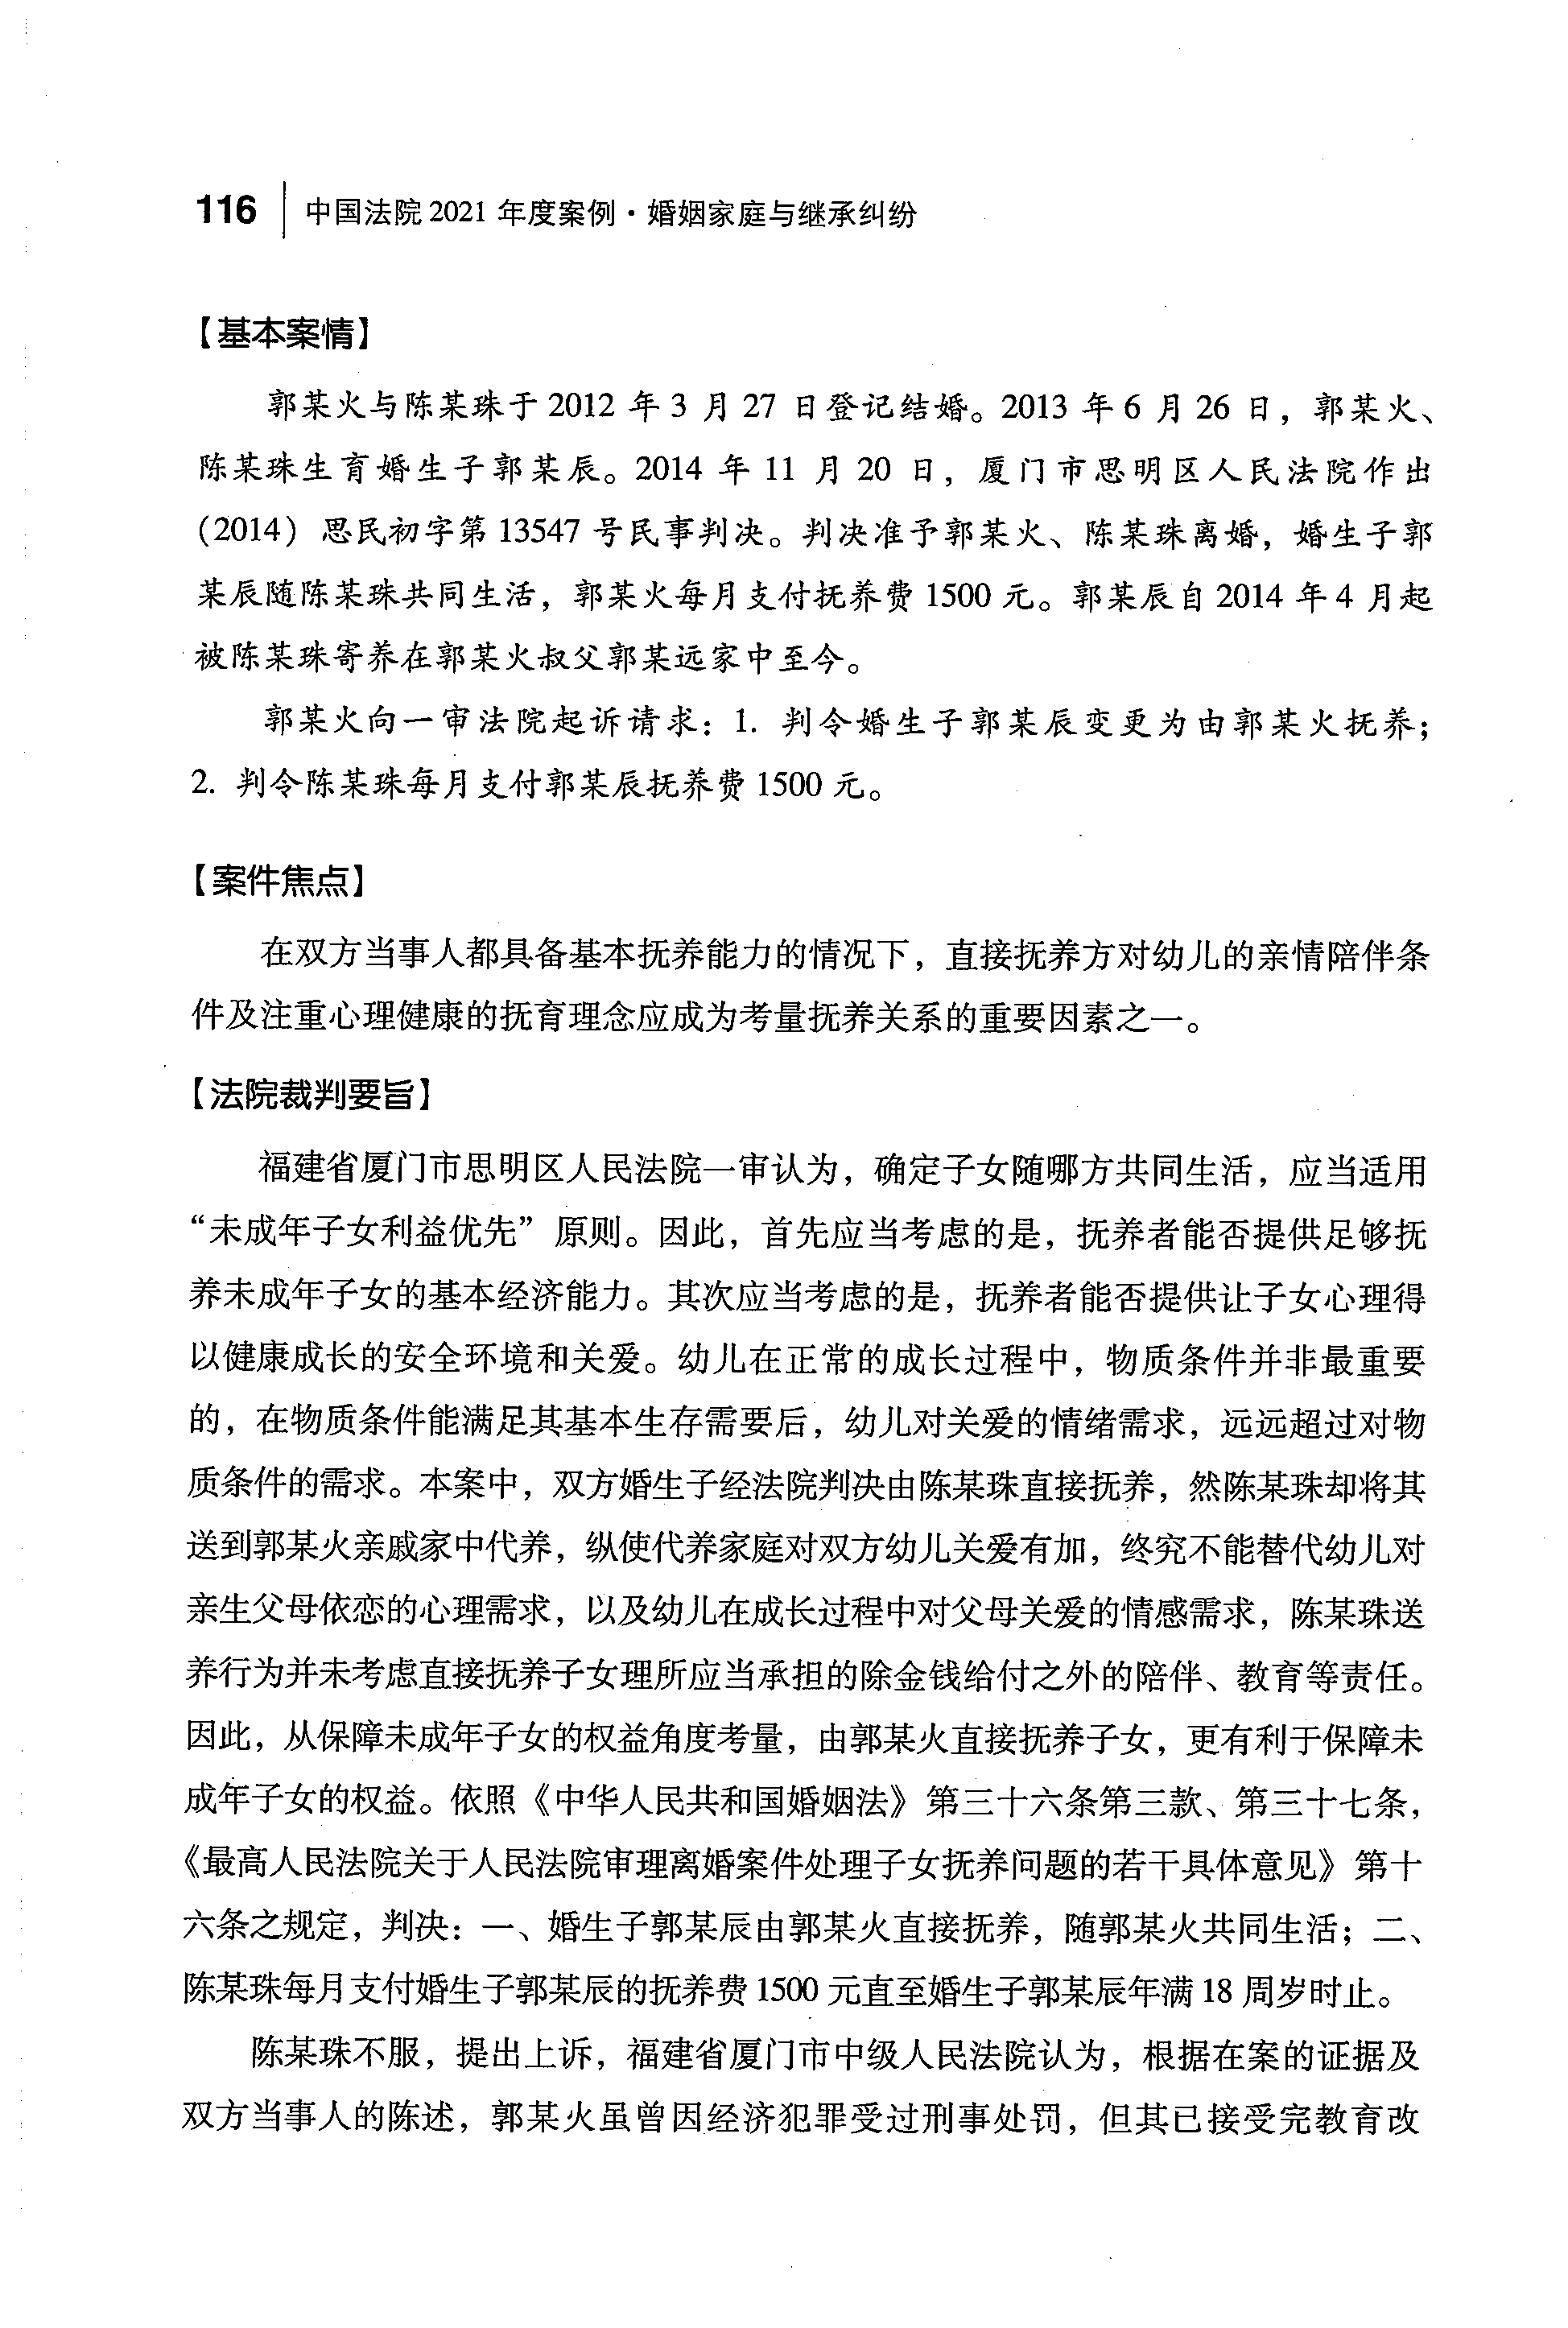 116 中国法院2021年度案例·婚姻家庭与继承纠纷
【基本案情】
郭某火与陈某珠于2012年3月27日登记结婚。2013年6月26日，郭某火、
陈某珠生育婚生子郭某辰。2014年11月20日，厦门市思明区人民法院作出
（2014）思民初字第13547号民事判决。判决准予郭某火、陈某珠离婚，婚生子郭
某辰随陈某珠共同生活，郭某火每月支付抚养费1500元。郭某辰自2014年4月起
被陈某珠寄养在郭某火叔父郭某远家中至今。
郭某火向一审法院起诉请求：1. 判令婚生子郭某辰变更为由郭某火抚养；
2. 判令陈某珠每月支付郭某辰抚养费1500元。
【案件焦点】
在双方当事人都具备基本抚养能力的情况下，直接抚养方对幼儿的亲情陪伴条
件及注重心理健康的抚育理念应成为考量抚养关系的重要因素之一。
【法院裁判要旨】
福建省厦门市思明区人民法院一审认为，确定子女随哪方共同生活，应当适用
“未成年子女利益优先”原则。因此，首先应当考虑的是，抚养者能否提供足够抚
养未成年子女的基本经济能力。其次应当考虑的是，抚养者能否提供让子女心理得
以健康成长的安全环境和关爱。幼儿在正常的成长过程中，物质条件并非最重要
的，在物质条件能满足其基本生存需要后，幼儿对关爱的情绪需求，远远超过对物
质条件的需求。本案中，双方婚生子经法院判决由陈某珠直接抚养，然陈某珠却将其
送到郭某火亲戚家中代养，纵使代养家庭对双方幼儿关爱有加，终究不能替代幼儿对
亲生父母依恋的心理需求，以及幼儿在成长过程中对父母关爱的情感需求，陈某珠送
养行为并未考虑直接抚养子女理所应当承担的除金钱给付之外的陪伴、教育等责任。
因此，从保障未成年子女的权益角度考量，由郭某火直接抚养子女，更有利于保障未
成年子女的权益。依照《中华人民共和国婚姻法》第三十六条第三款、第三十七条，
《最高人民法院关于人民法院审理离婚案件处理子女抚养问题的若干具体意见》第十
六条之规定，判决：一、婚生子郭某辰由郭某火直接抚养，随郭某火共同生活；二、
陈某珠每月支付婚生子郭某辰的抚养费1500元直至婚生子郭某辰年满18周岁时止。
陈某珠不服，提出上诉，福建省厦门市中级人民法院认为，根据在案的证据及
双方当事人的陈述，郭某火虽曾因经济犯罪受过刑事处罚，但其已接受完教育改